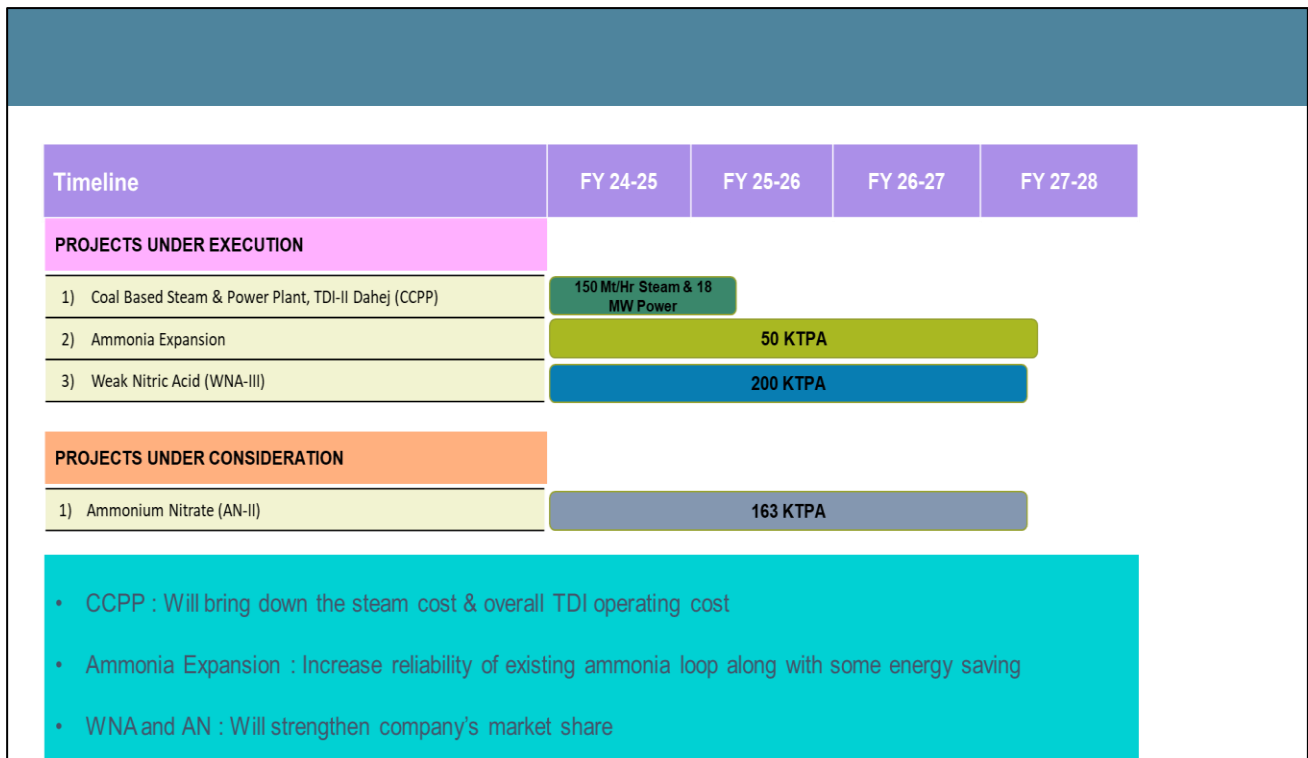 Timeline FY 24-25 FY 25-26 FY 26-27 FY 27-28
PROJECTS UNDER EXECUTION
1) Coal Based Steam & Power Plant, TDI-II Dahej (CCPP)
150 Mt/Hr Steam & 18
MW Power
2) Ammonia Expansion
50 KTPA
3) Weak Nitric Acid (WNA-III)
200 KTPA
PROJECTS UNDER CONSIDERATION
1) Ammonium Nitrate (AN-II)
163 KTPA
• CCPP : Will bring down the steam cost & overall TDI operating cost
• Ammonia Expansion : Increase reliability of existing ammonia loop along with some energy saving
• WNA and AN : Will strengthen company's market share